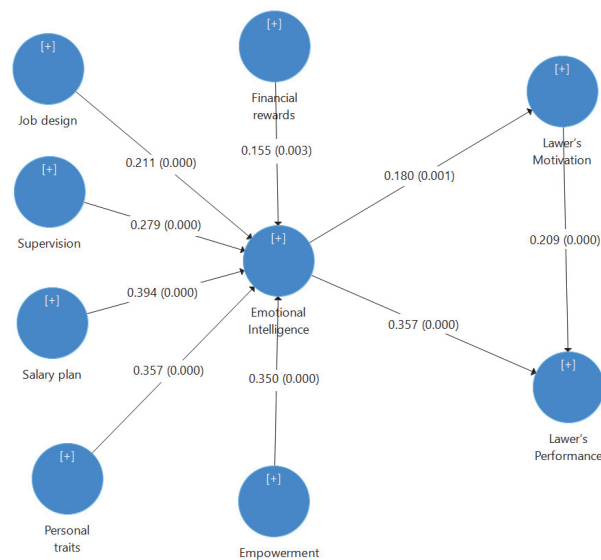 [+]
Job design
[+]
Financial
rewards
[+]
Lawer's
Motivation
0.211 (0.000)
0.155 (0.003)
0.180 (0.001)
[+]
Supervision
0.279 (0.000)
[+]
Emotional
Intelligence
0.209 (0.000)
[+]
Salary plan
0.394 (0.000)
0.357 (0.000)
0.357 (0.000)
0.350 (0.000)
[+]
Lawer's
Performance
[+]
Personal
traits
[+]
Empowerment